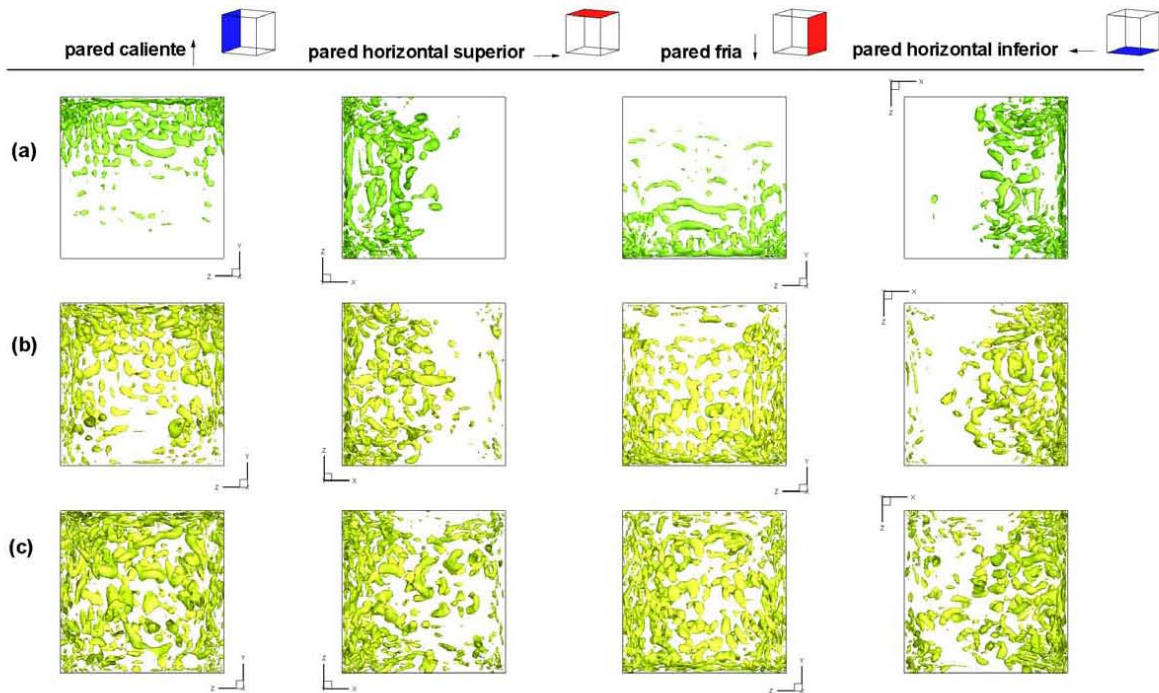 pared caliente
pared horizontal superior
pared fria
pared horizontal inferior
Z X
(a)
Y
Z X
Z
X
Y
Z X
Z X
(b)
Y
Z X
Z
X
Y
Z X
Z X
(c)
Y
Z X
Z
X
Y
Z X